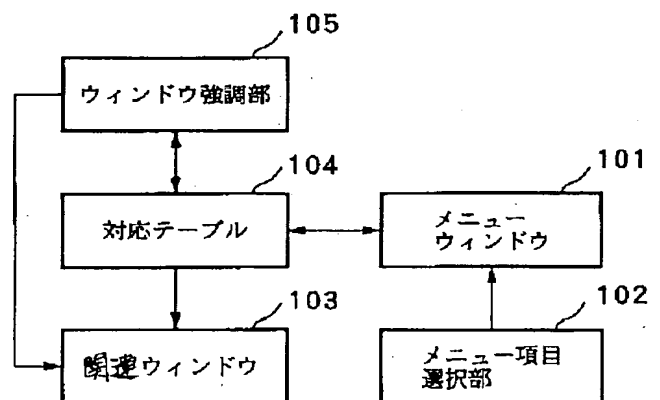 105
ウィンドウ強調部
104
対応テーブル
101
メニュー
ウィンドウ
103
関連ウィンドウ
102
メニュー項目
選択部